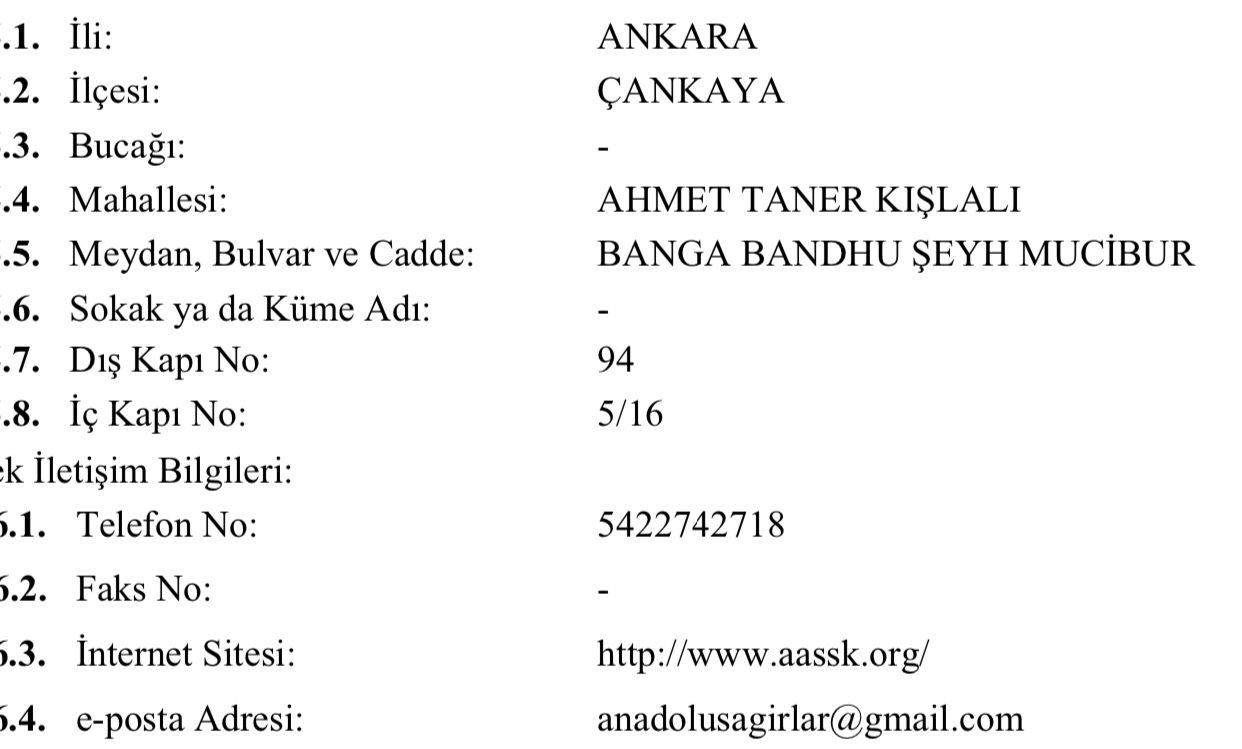 .1. İli: ANKARA
.2. İlçesi: ÇANKAYA
.3. Bucağı: -
.4. Mahallesi: AHMET TANER KIŞLALI
.5. Meydan, Bulvar ve Cadde: BANGA BANDHU ŞEYH MUCİBUR
.6. Sokak ya da Küme Adı: -
.7. Dış Kapı No: 94
.8. İç Kapı No: 5/16
ek İletişim Bilgileri:
6.1. Telefon No: 5422742718
6.2. Faks No: -
6.3. İnternet Sitesi: http://www.aassk.org/
6.4. e-posta Adresi: anadolusagirlar@gmail.com